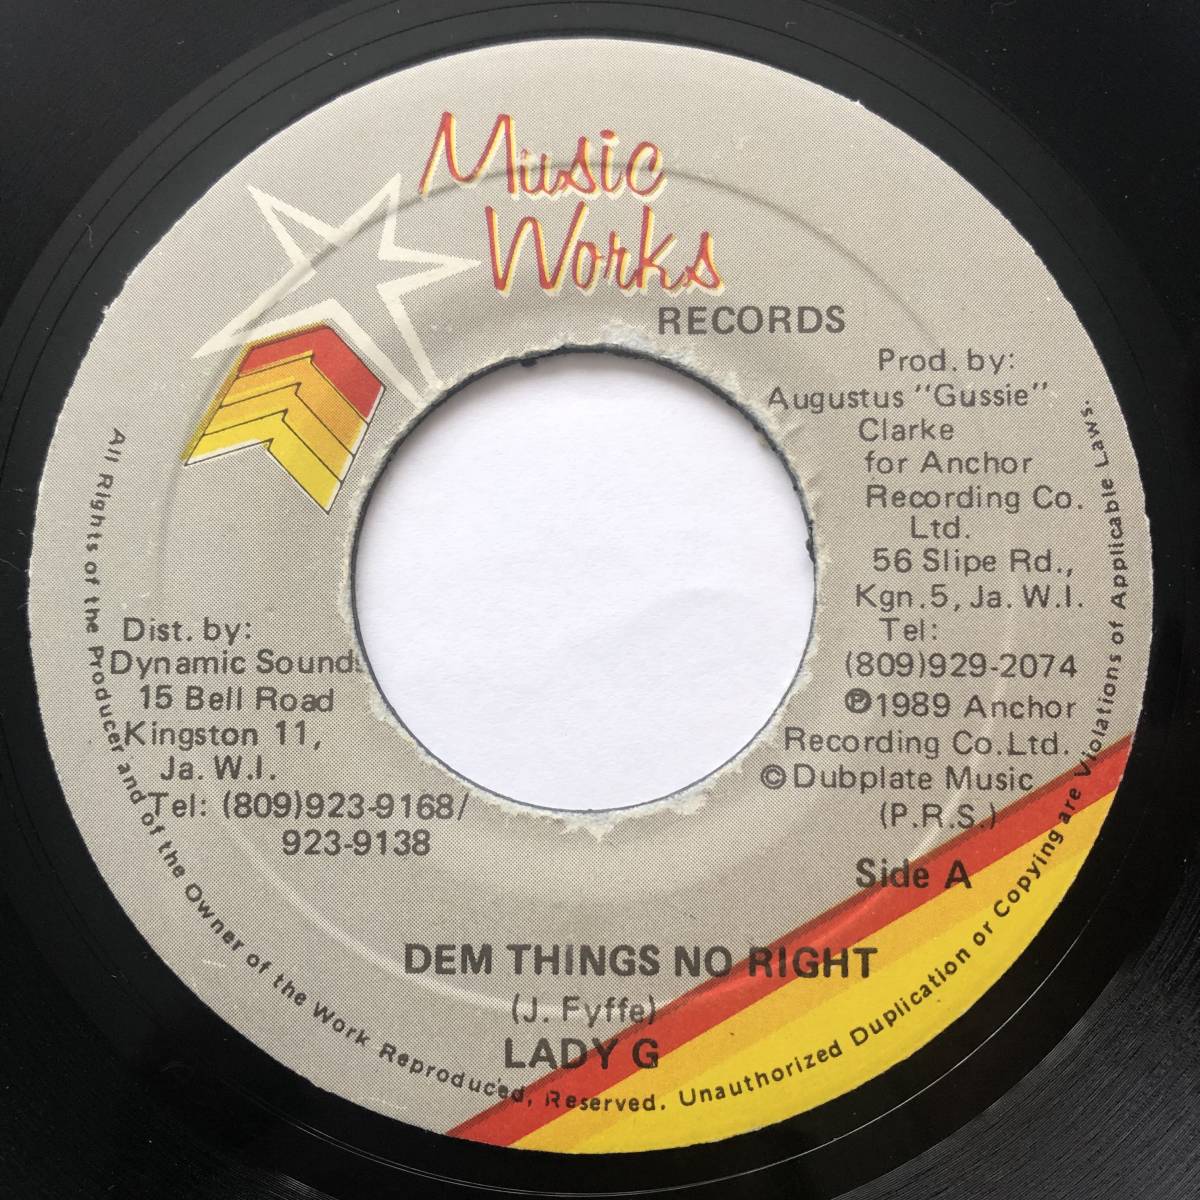 Music
Works
RECORDS
Prod. by:
Augustus "Gussie"
Clarke
for Anchor
Recording Co.
Ltd.
56 Slipe Rd.,
Kgn.5, Ja. W.I.
Tel:
(809)929-2074
℗1989 Anchor
Recording Co.Ltd.
©Dubplate Music
(P.R.S.)
Side A
Dist. by:
Dynamic Sounds
15 Bell Road
Kingston 11,
Ja. W.I.
Tel: (809)923-9168/
923-9138
DEM THINGS NO RIGHT
(J. Fyffe)
LADY G
All Rights of the Producer and of the Owner of the Work Reproduced, Reserved. Unauthorized Duplication or Copying are Violations of Applicable Laws.